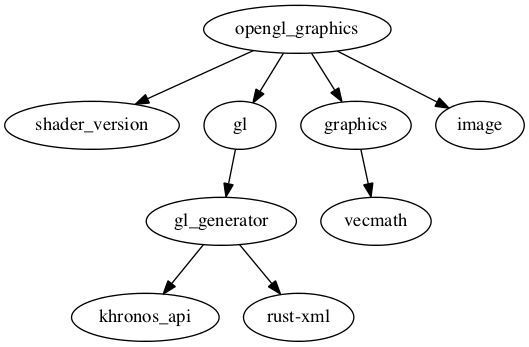 opengl_graphics
shader_version
gl
graphics
image
gl_generator
vecmath
khronos_api
rust-xml